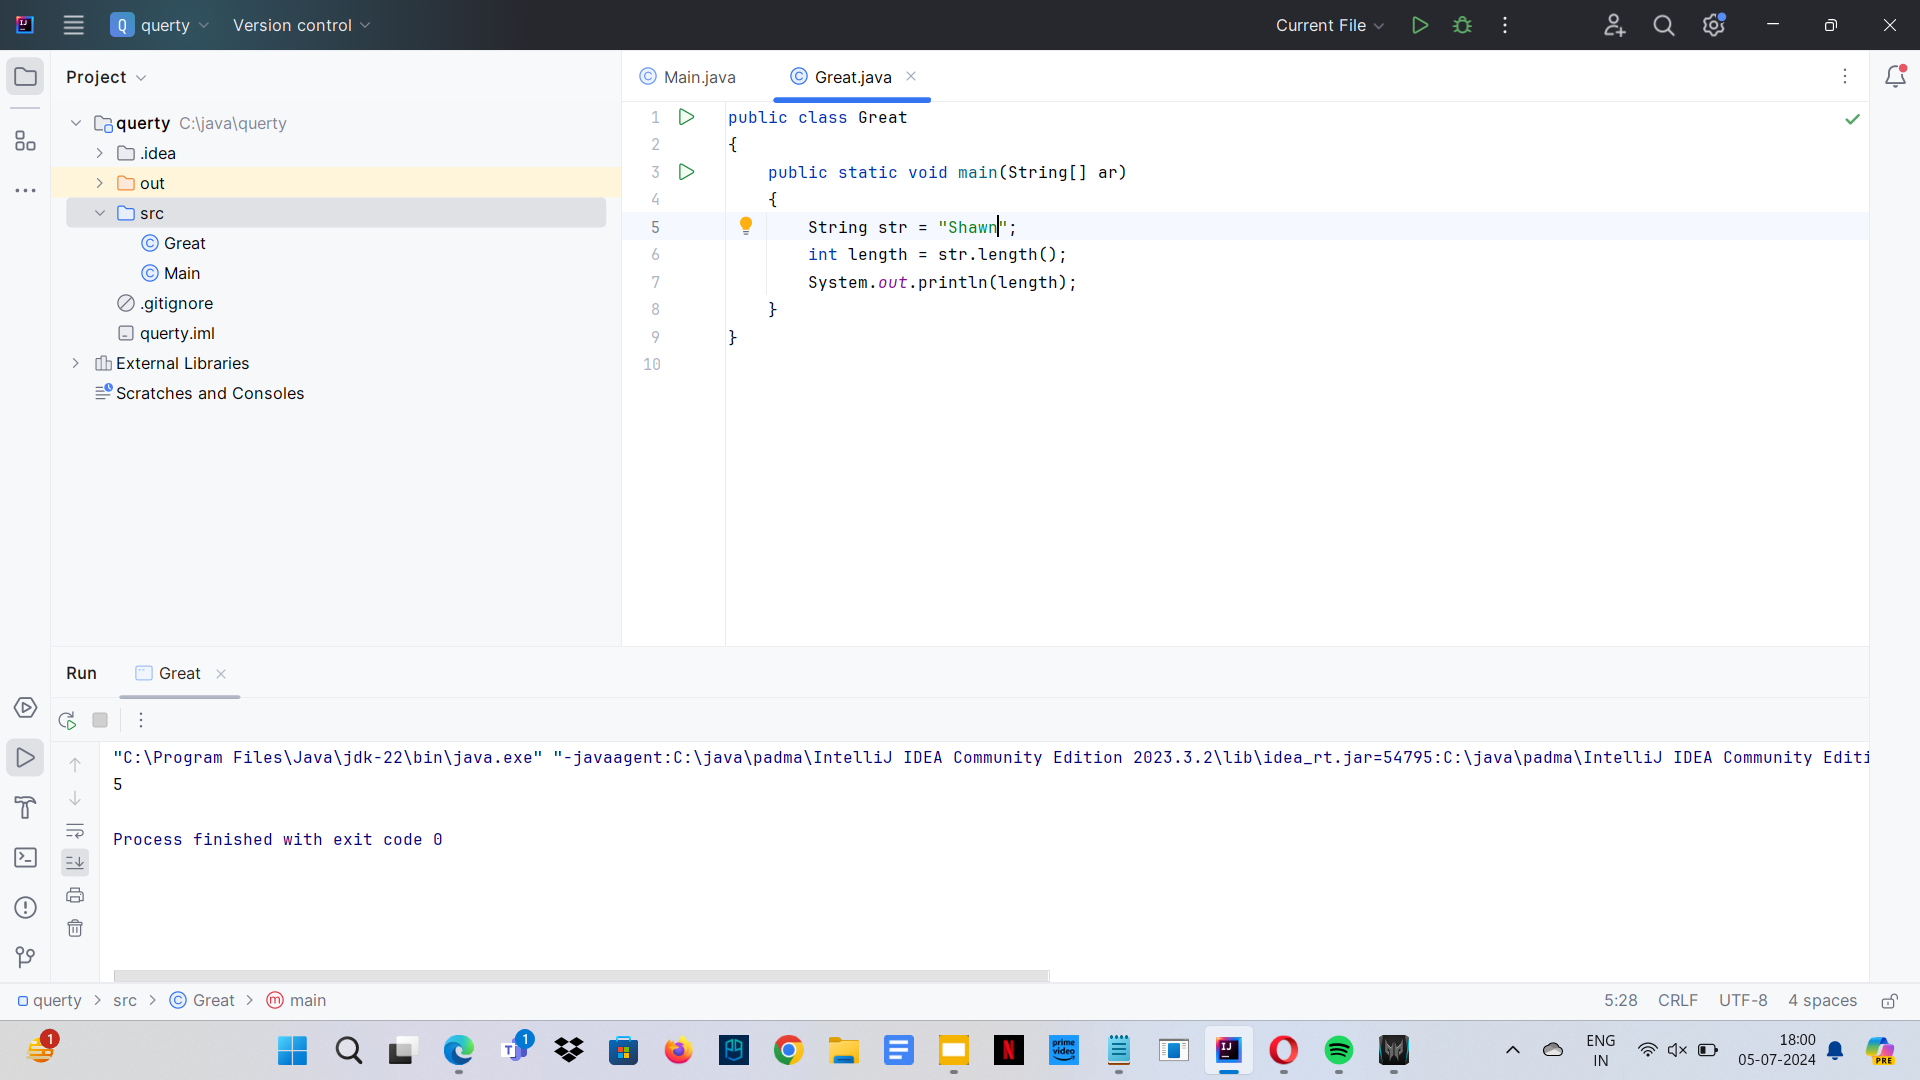 Q querty Version control Current File
Project
Main.java Great.java
querty C:\java\querty
.idea
out
src
Great
Main
.gitignore
querty.iml
External Libraries
Scratches and Consoles
1 public class Great
2 {
3 public static void main(String[] ar)
4 {
5 String str = "Shawn";
6 int length = str.length();
7 System.out.println(length);
8 }
9 }
10
Run Great
"C:\Program Files\Java\jdk-22\bin\java.exe" "-javaagent:C:\java\padma\IntelliJ IDEA Community Edition 2023.3.2\lib\idea_rt.jar=54795:C:\java\padma\IntelliJ IDEA Community Editi
5
Process finished with exit code 0
querty > src > Great > main 5:28 CRLF UTF-8 4 spaces
1 1 prime video ENG 18:00
IN 05-07-2024 PRE